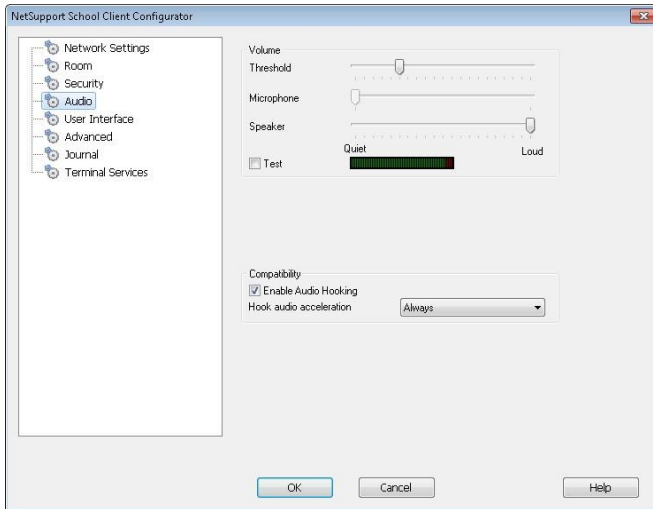 NetSupport School Client Configurator
Network Settings
Room
Security
Audio
User Interface
Advanced
Journal
Terminal Services
Volume
Threshold
Microphone
Speaker
Quiet Loud
Test
Compatibility
Enable Audio Hooking
Hook audio acceleration Always
OK Cancel Help